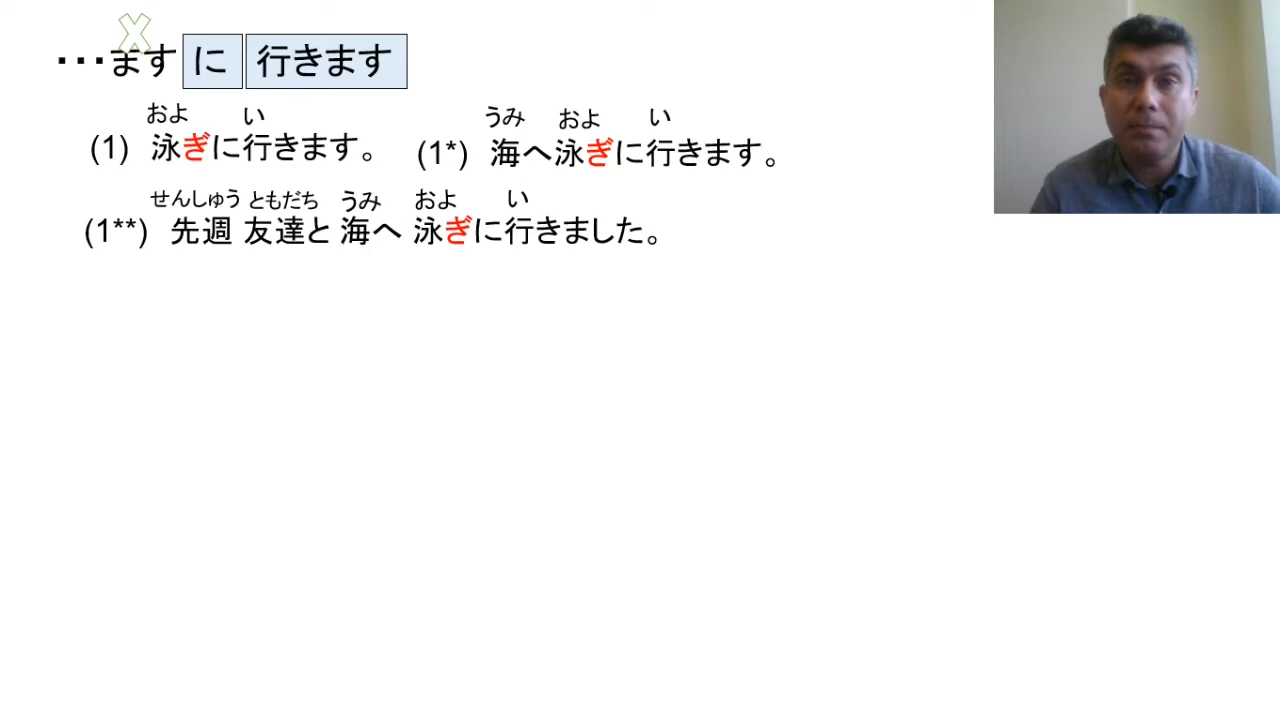 ・・・ます に 行きます
およ い
(1) 泳ぎに行きます。
うみ およ い
(1*) 海へ泳ぎに行きます。
せんしゅう ともだち うみ およ い
(1**) 先週 友達と 海へ 泳ぎに行きました。